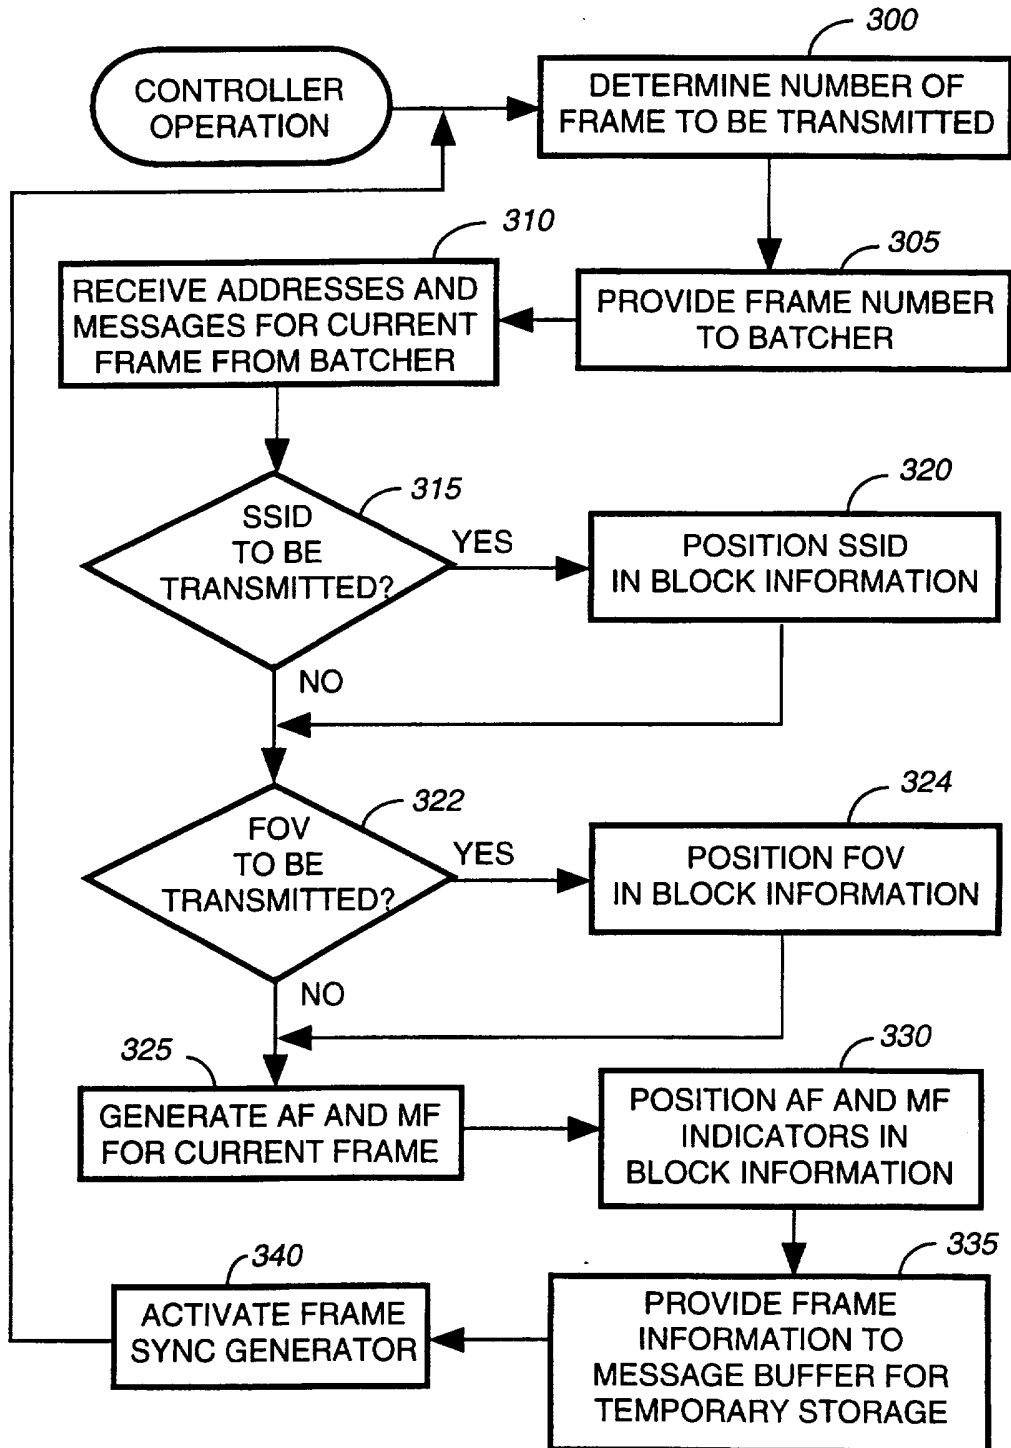 CONTROLLER
OPERATION
300
DETERMINE NUMBER OF
FRAME TO BE TRANSMITTED
305
PROVIDE FRAME NUMBER
TO BATCHER
310
RECEIVE ADDRESSES AND
MESSAGES FOR CURRENT
FRAME FROM BATCHER
315
SSID
TO BE
TRANSMITTED?
YES
NO
320
POSITION SSID
IN BLOCK INFORMATION
322
FOV
TO BE
TRANSMITTED?
YES
NO
324
POSITION FOV
IN BLOCK INFORMATION
325
GENERATE AF AND MF
FOR CURRENT FRAME
330
POSITION AF AND MF
INDICATORS IN
BLOCK INFORMATION
335
PROVIDE FRAME
INFORMATION TO
MESSAGE BUFFER FOR
TEMPORARY STORAGE
340
ACTIVATE FRAME
SYNC GENERATOR